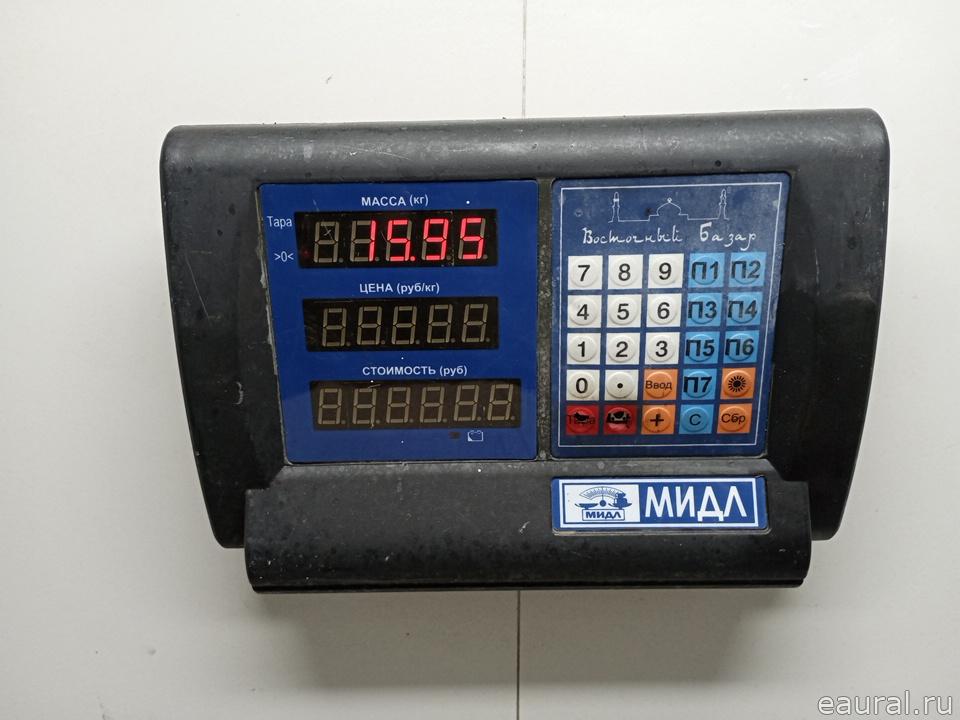 МАССА (кг)
Тара
15.95
>0<
ЦЕНА (руб/кг)
СТОИМОСТЬ (руб)
Восточный Базар
7 8 9 П1 П2
4 5 6 П3 П4
1 2 3 П5 П6
0 . Ввод П7
Тара + С Сбр
МИДЛ МИДЛ
eaural.ru